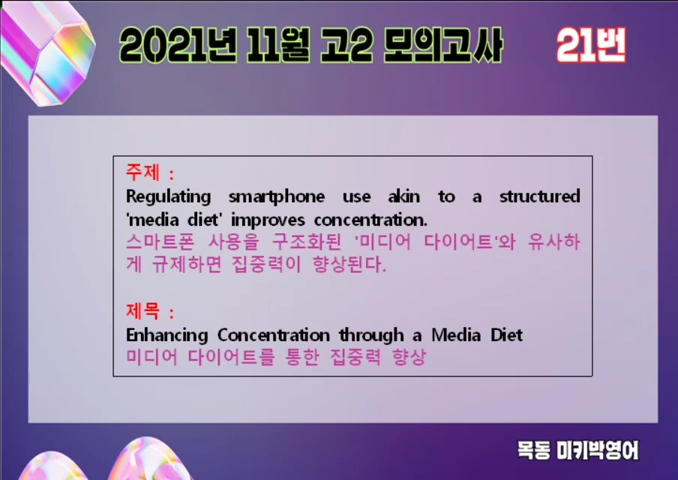 2021년 11월 고2 모의고사 21번
주제 :
Regulating smartphone use akin to a structured
'media diet' improves concentration.
스마트폰 사용을 구조화된 '미디어 다이어트'와 유사하
게 규제하면 집중력이 향상된다.
제목 :
Enhancing Concentration through a Media Diet
미디어 다이어트를 통한 집중력 향상
목동 미키박영어